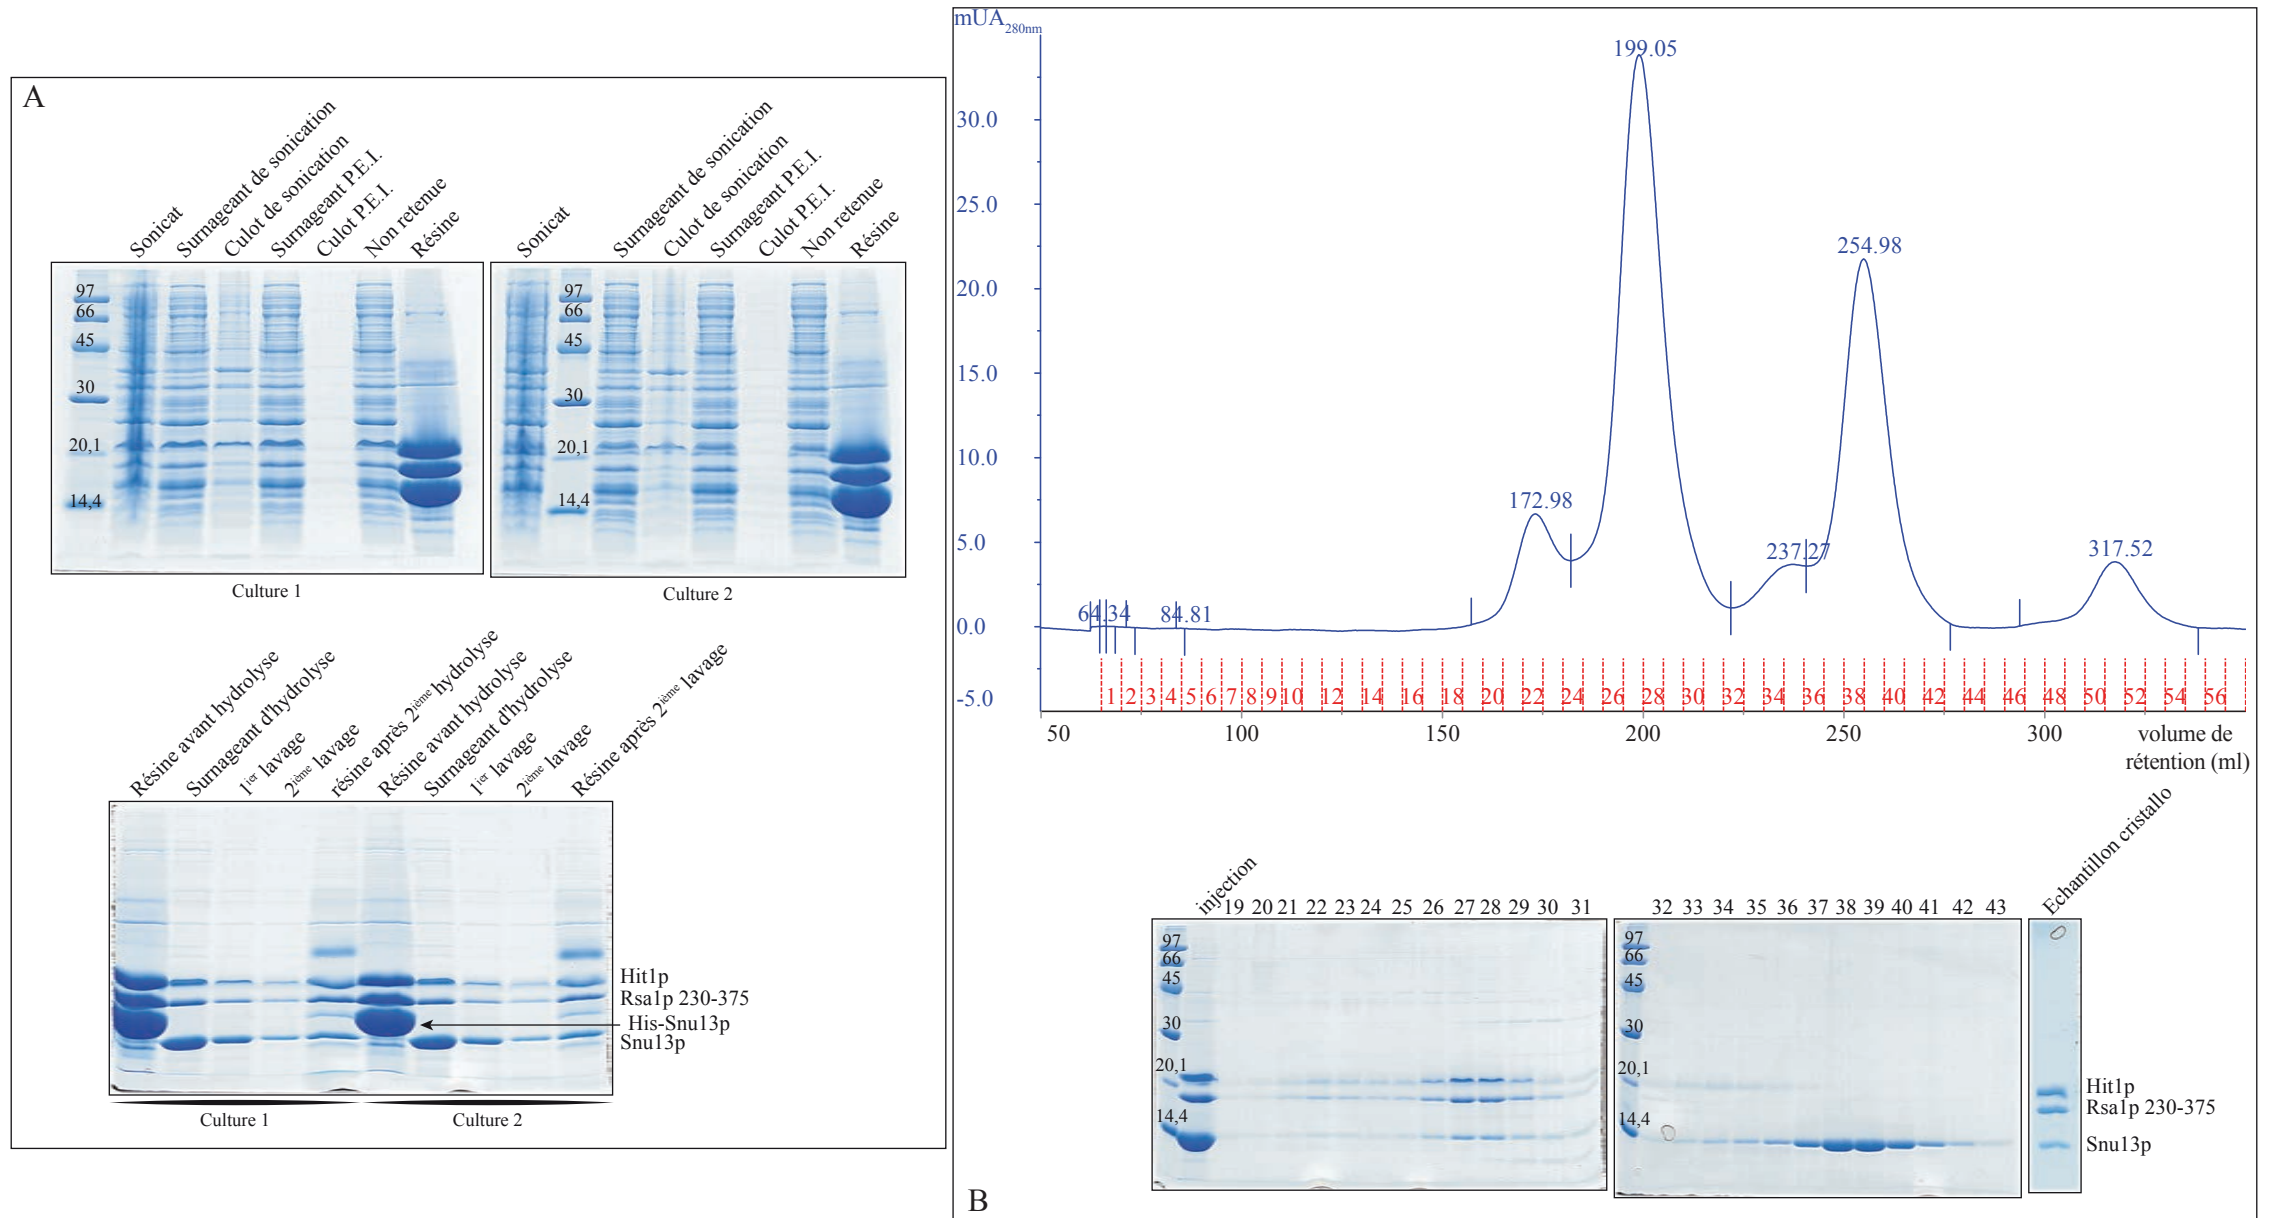 A
Sonicat
Surnageant de sonication
Culot de sonication
Surnageant P.E.I.
Culot P.E.I.
Non retenue
Résine
Sonicat
Surnageant de sonication
Culot de sonication
Surnageant P.E.I.
Culot P.E.I.
Non retenue
Résine
97
66
45
30
20,1
14,4
97
66
45
30
20,1
14,4
Culture 1
Culture 2
Résine avant hydrolyse
Surnageant d'hydrolyse
1ier lavage
2ième lavage
résine après 2ième hydrolyse
Résine avant hydrolyse
Surnageant d'hydrolyse
1ier lavage
2ième lavage
Résine après 2ième lavage
Hit1p
Rsa1p 230-375
His-Snu13p
Snu13p
Culture 1
Culture 2
mUA280nm
30.0
25.0
20.0
15.0
10.0
5.0
0.0
-5.0
64.34
84.81
172.98
199.05
237.27
254.98
317.52
1 2 3 4 5 6 7 8 9 10 12 14 16 18 20 22 24 26 28 30 32 34 36 38 40 42 44 46 48 50 52 54 56
50 100 150 200 250 300 volume de
rétention (ml)
injection
19 20 21 22 23 24 25 26 27 28 29 30 31
32 33 34 35 36 37 38 39 40 41 42 43
Echantillon cristallo
97
66
45
30
20,1
14,4
97
66
45
30
20,1
14,4
Hit1p
Rsa1p 230-375
Snu13p
B